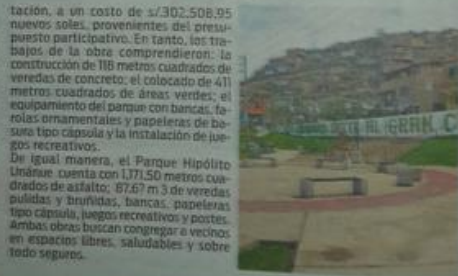 tación, a un costo de s/.302,508.95
nuevos soles, provenientes del presu-
puesto participativo. En tanto, los tra-
bajos de la obra comprendieron: la
construcción de 118 metros cuadrados de
veredas de concreto; el colocado de 411
metros cuadrados de áreas verdes; el
equipamiento del parque con bancas, fa-
rolas ornamentales y papeleras de ba-
sura tipo cápsula y la instalación de jue-
gos recreativos.
De igual manera, el Parque Hipólito
Unánue cuenta con 1,171.50 metros cua-
drados de asfalto; 87.67 m 3 de veredas
pulidas y bruñidas, bancas, papeleras
tipo cápsula, juegos recreativos y postes.
Ambas obras buscan congregar a vecinos
en espacios libres, saludables y sobre
todo seguros.
GRAN C